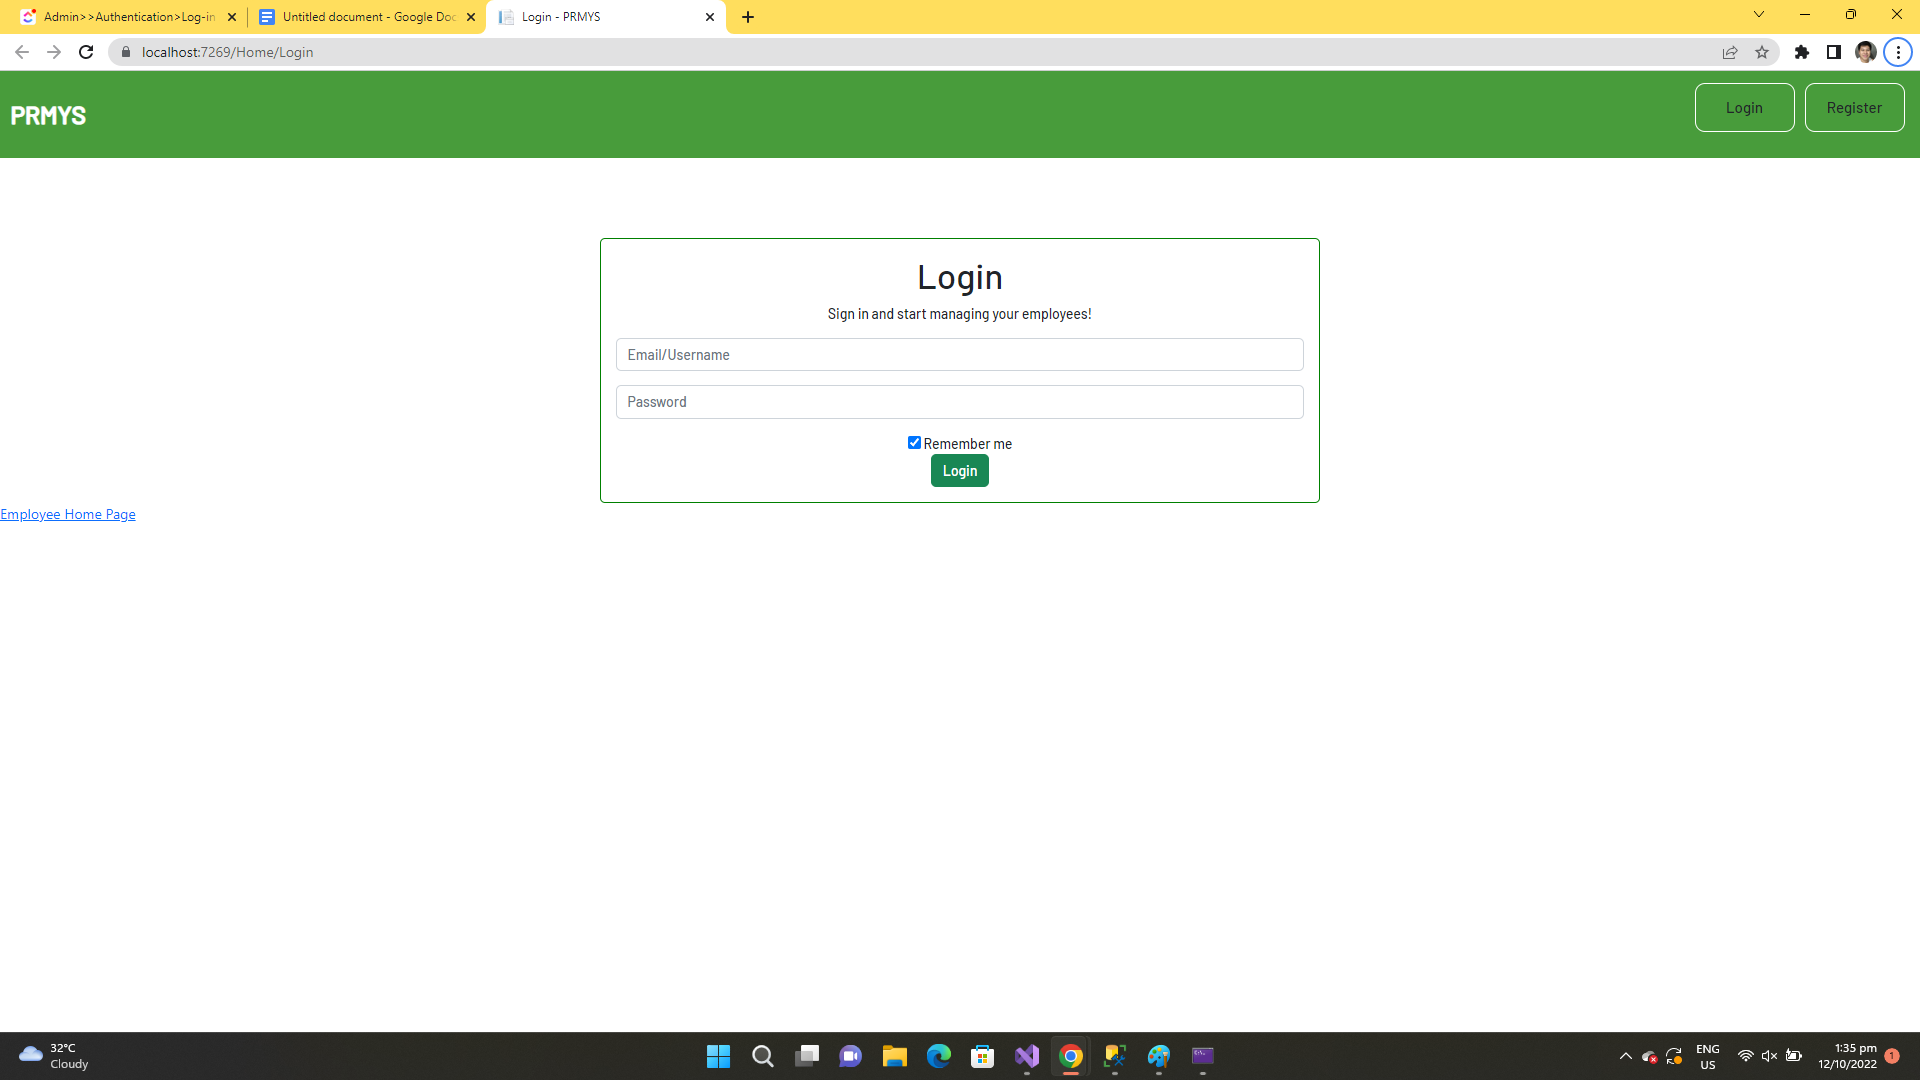 Admin>>Authentication>Log-in
Untitled document - Google Doc
Login - PRMYS
localhost:7269/Home/Login
PRMYS
Login
Register
Login
Sign in and start managing your employees!
Email/Username
Password
Remember me
Login
Employee Home Page
32°C
Cloudy
ENG
US
1:35 pm
12/10/2022
1